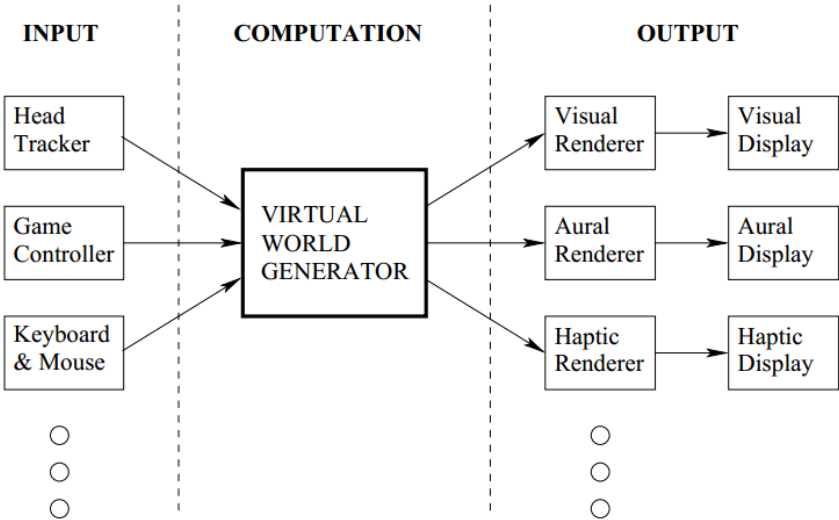 INPUT
COMPUTATION
OUTPUT
Head
Tracker
Game
Controller
Keyboard
& Mouse
VIRTUAL
WORLD
GENERATOR
Visual
Renderer
Visual
Display
Aural
Renderer
Aural
Display
Haptic
Renderer
Haptic
Display